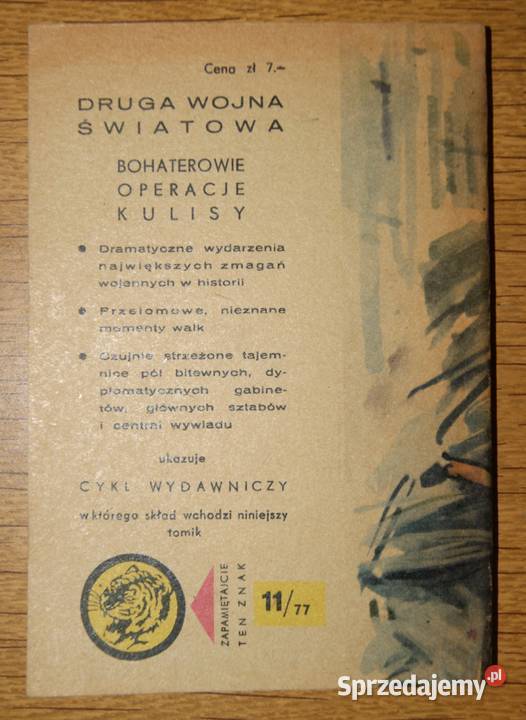 Cena zł 7.–
DRUGA WOJNA
ŚWIATOWA
BOHATEROWIE
OPERACJE
KULISY
• Dramatyczne wydarzenia
największych zmagań
wojennych w historii
• Przełomowe, nieznane
momenty walk
• Czujnie strzeżone tajem-
nice pól bitewnych, dy-
plomatycznych gabine-
tów, głównych sztabów
i central wywiadu
ukazuje
CYKL WYDAWNICZY
w którego skład wchodzi niniejszy
tomik
ZAPAMIĘTAJCIE
TEN ZNAK
11/77
Sprzedajemy.pl